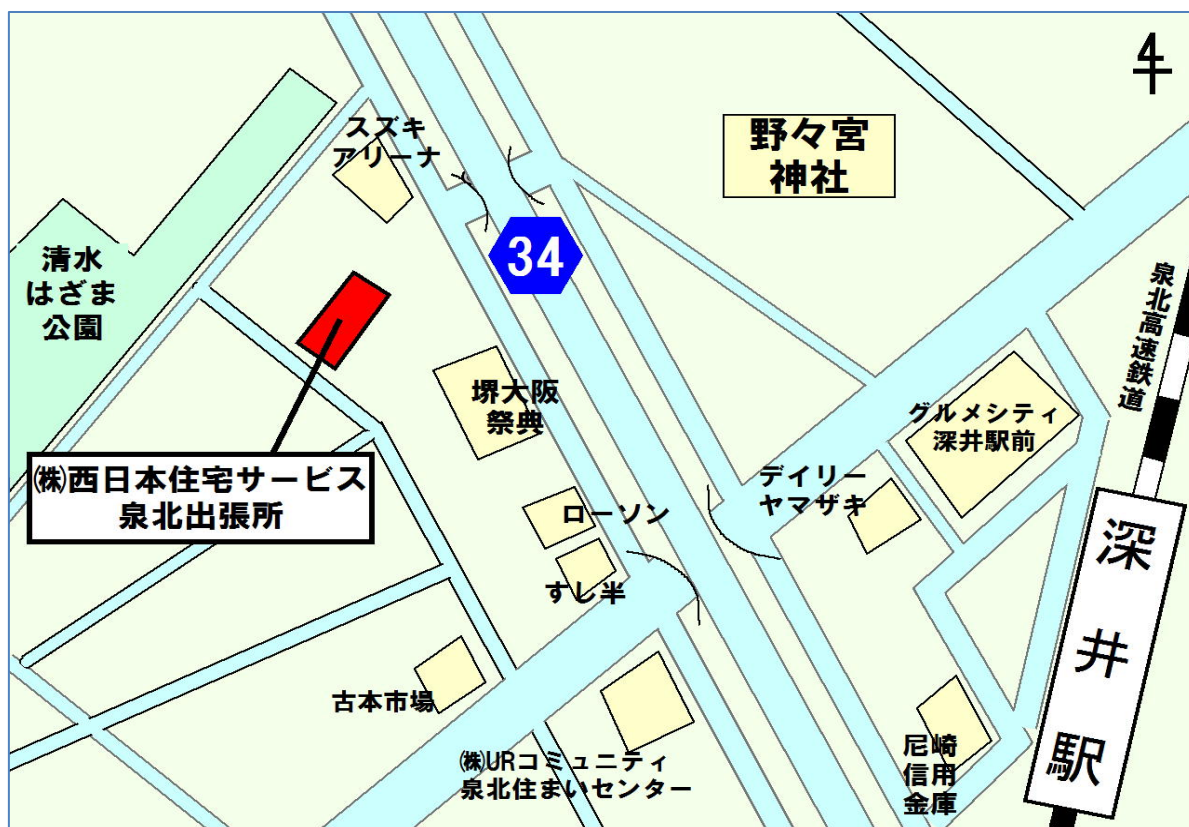 スズキ
アリーナ
野々宮
神社
34
清水
はざま
公園
泉北高速鉄道
堺大阪
祭典
グルメシティ
深井駅前
㈱西日本住宅サービス
泉北出張所
デイリー
ヤマザキ
ローソン
すし半
深井駅
古本市場
㈱URコミュニティ
泉北住まいセンター
尼崎
信用
金庫